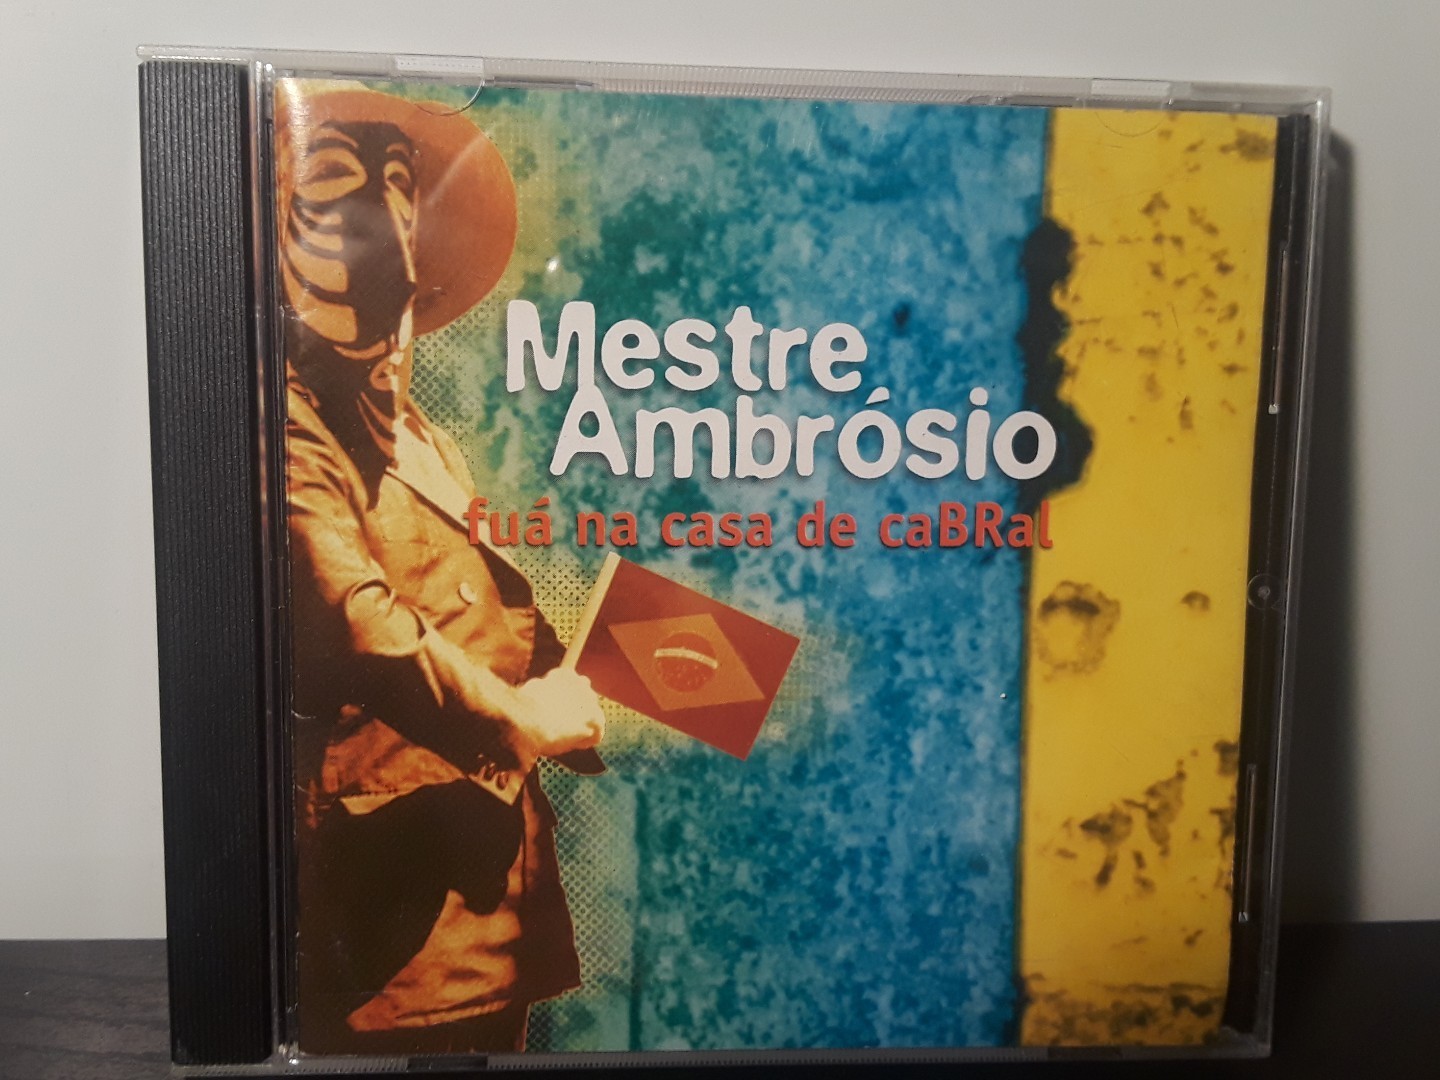 Mestre
Ambrósio
fuá na casa de caBRal